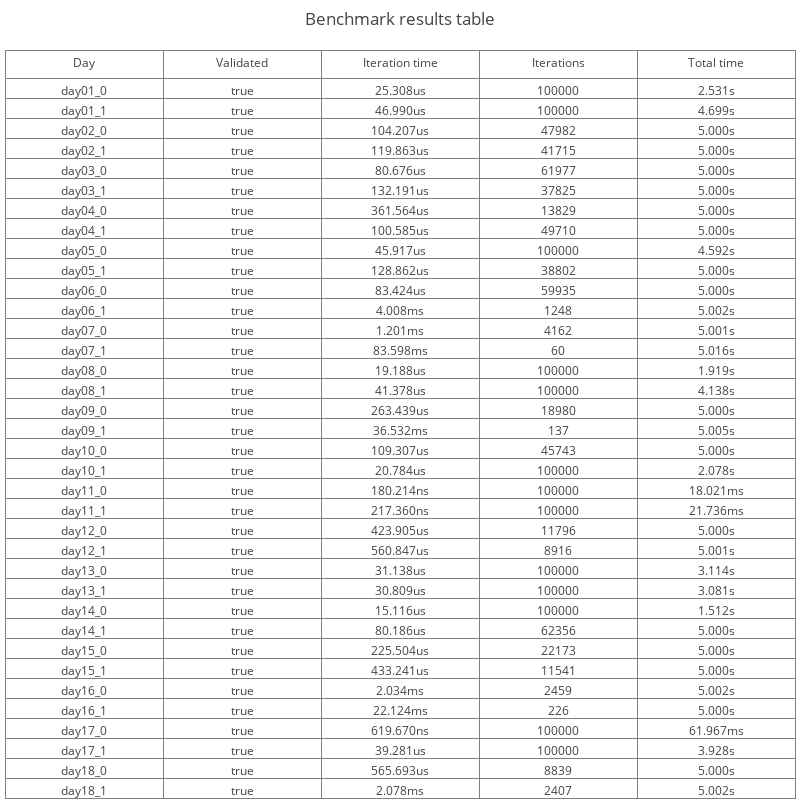 Benchmark results table
Day Validated Iteration time Iterations Total time
day01_0 true 25.308us 100000 2.531s
day01_1 true 46.990us 100000 4.699s
day02_0 true 104.207us 47982 5.000s
day02_1 true 119.863us 41715 5.000s
day03_0 true 80.676us 61977 5.000s
day03_1 true 132.191us 37825 5.000s
day04_0 true 361.564us 13829 5.000s
day04_1 true 100.585us 49710 5.000s
day05_0 true 45.917us 100000 4.592s
day05_1 true 128.862us 38802 5.000s
day06_0 true 83.424us 59935 5.000s
day06_1 true 4.008ms 1248 5.002s
day07_0 true 1.201ms 4162 5.001s
day07_1 true 83.598ms 60 5.016s
day08_0 true 19.188us 100000 1.919s
day08_1 true 41.378us 100000 4.138s
day09_0 true 263.439us 18980 5.000s
day09_1 true 36.532ms 137 5.005s
day10_0 true 109.307us 45743 5.000s
day10_1 true 20.784us 100000 2.078s
day11_0 true 180.214ns 100000 18.021ms
day11_1 true 217.360ns 100000 21.736ms
day12_0 true 423.905us 11796 5.000s
day12_1 true 560.847us 8916 5.001s
day13_0 true 31.138us 100000 3.114s
day13_1 true 30.809us 100000 3.081s
day14_0 true 15.116us 100000 1.512s
day14_1 true 80.186us 62356 5.000s
day15_0 true 225.504us 22173 5.000s
day15_1 true 433.241us 11541 5.000s
day16_0 true 2.034ms 2459 5.002s
day16_1 true 22.124ms 226 5.000s
day17_0 true 619.670ns 100000 61.967ms
day17_1 true 39.281us 100000 3.928s
day18_0 true 565.693us 8839 5.000s
day18_1 true 2.078ms 2407 5.002s